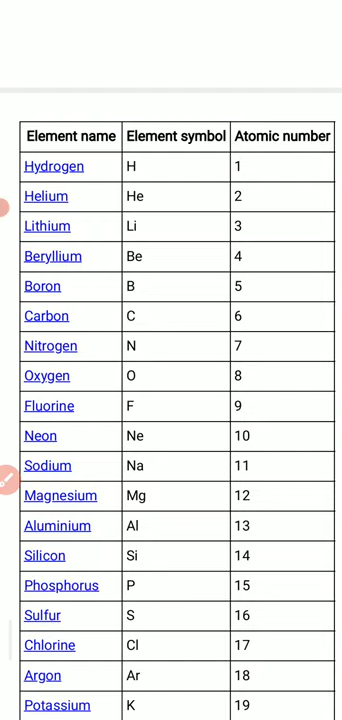 Element name Element symbol Atomic number
Hydrogen H 1
Helium He 2
Lithium Li 3
Beryllium Be 4
Boron B 5
Carbon C 6
Nitrogen N 7
Oxygen O 8
Fluorine F 9
Neon Ne 10
Sodium Na 11
Magnesium Mg 12
Aluminium Al 13
Silicon Si 14
Phosphorus P 15
Sulfur S 16
Chlorine Cl 17
Argon Ar 18
Potassium K 19